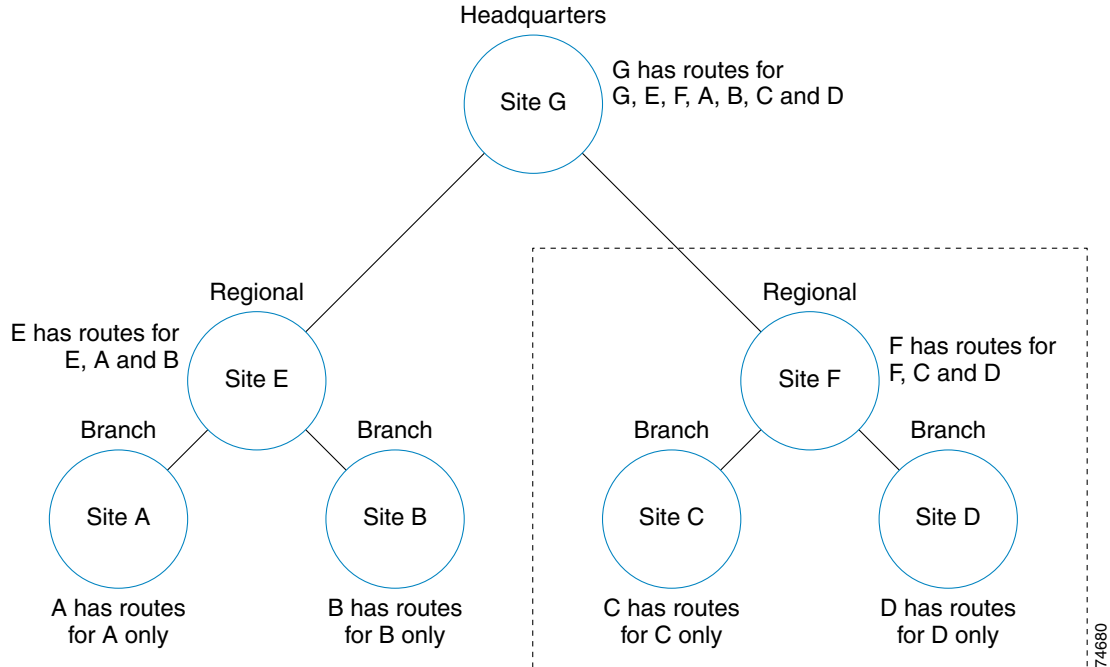 Headquarters
Site G
G has routes for
G, E, F, A, B, C and D
Regional
E has routes for
E, A and B
Site E
Regional
Site F
F has routes for
F, C and D
Branch
Site A
A has routes
for A only
Branch
Site B
B has routes
for B only
Branch
Site C
C has routes
for C only
Branch
Site D
D has routes
for D only
74680